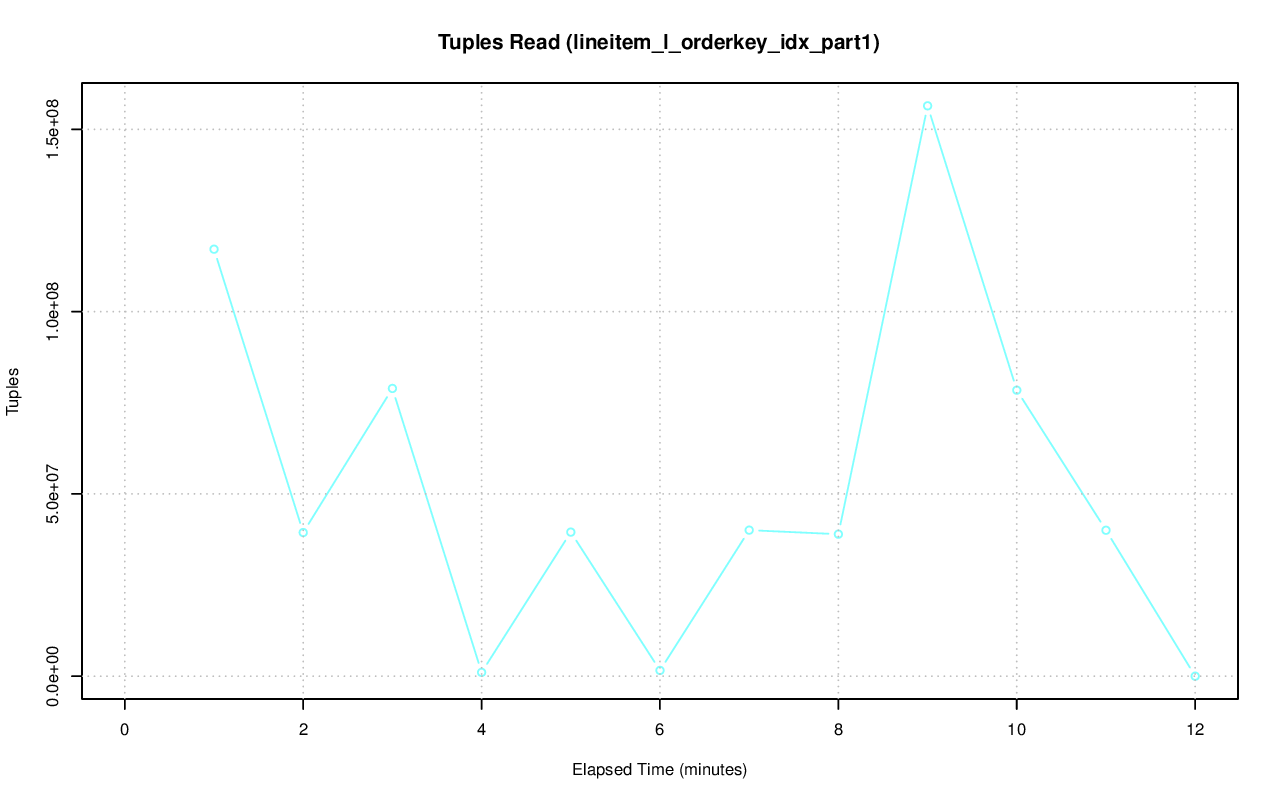 Tuples Read (lineitem_l_orderkey_idx_part1)
1.5e+08
1.0e+08
5.0e+07
0.0e+00
Tuples
0 2 4 6 8 10 12
Elapsed Time (minutes)